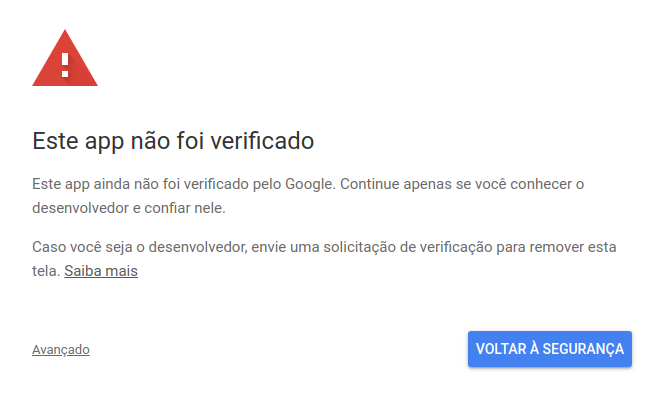 Este app não foi verificado
Este app ainda não foi verificado pelo Google. Continue apenas se você conhecer o
desenvolvedor e confiar nele.
Caso você seja o desenvolvedor, envie uma solicitação de verificação para remover esta
tela. Saiba mais
Avançado
VOLTAR À SEGURANÇA